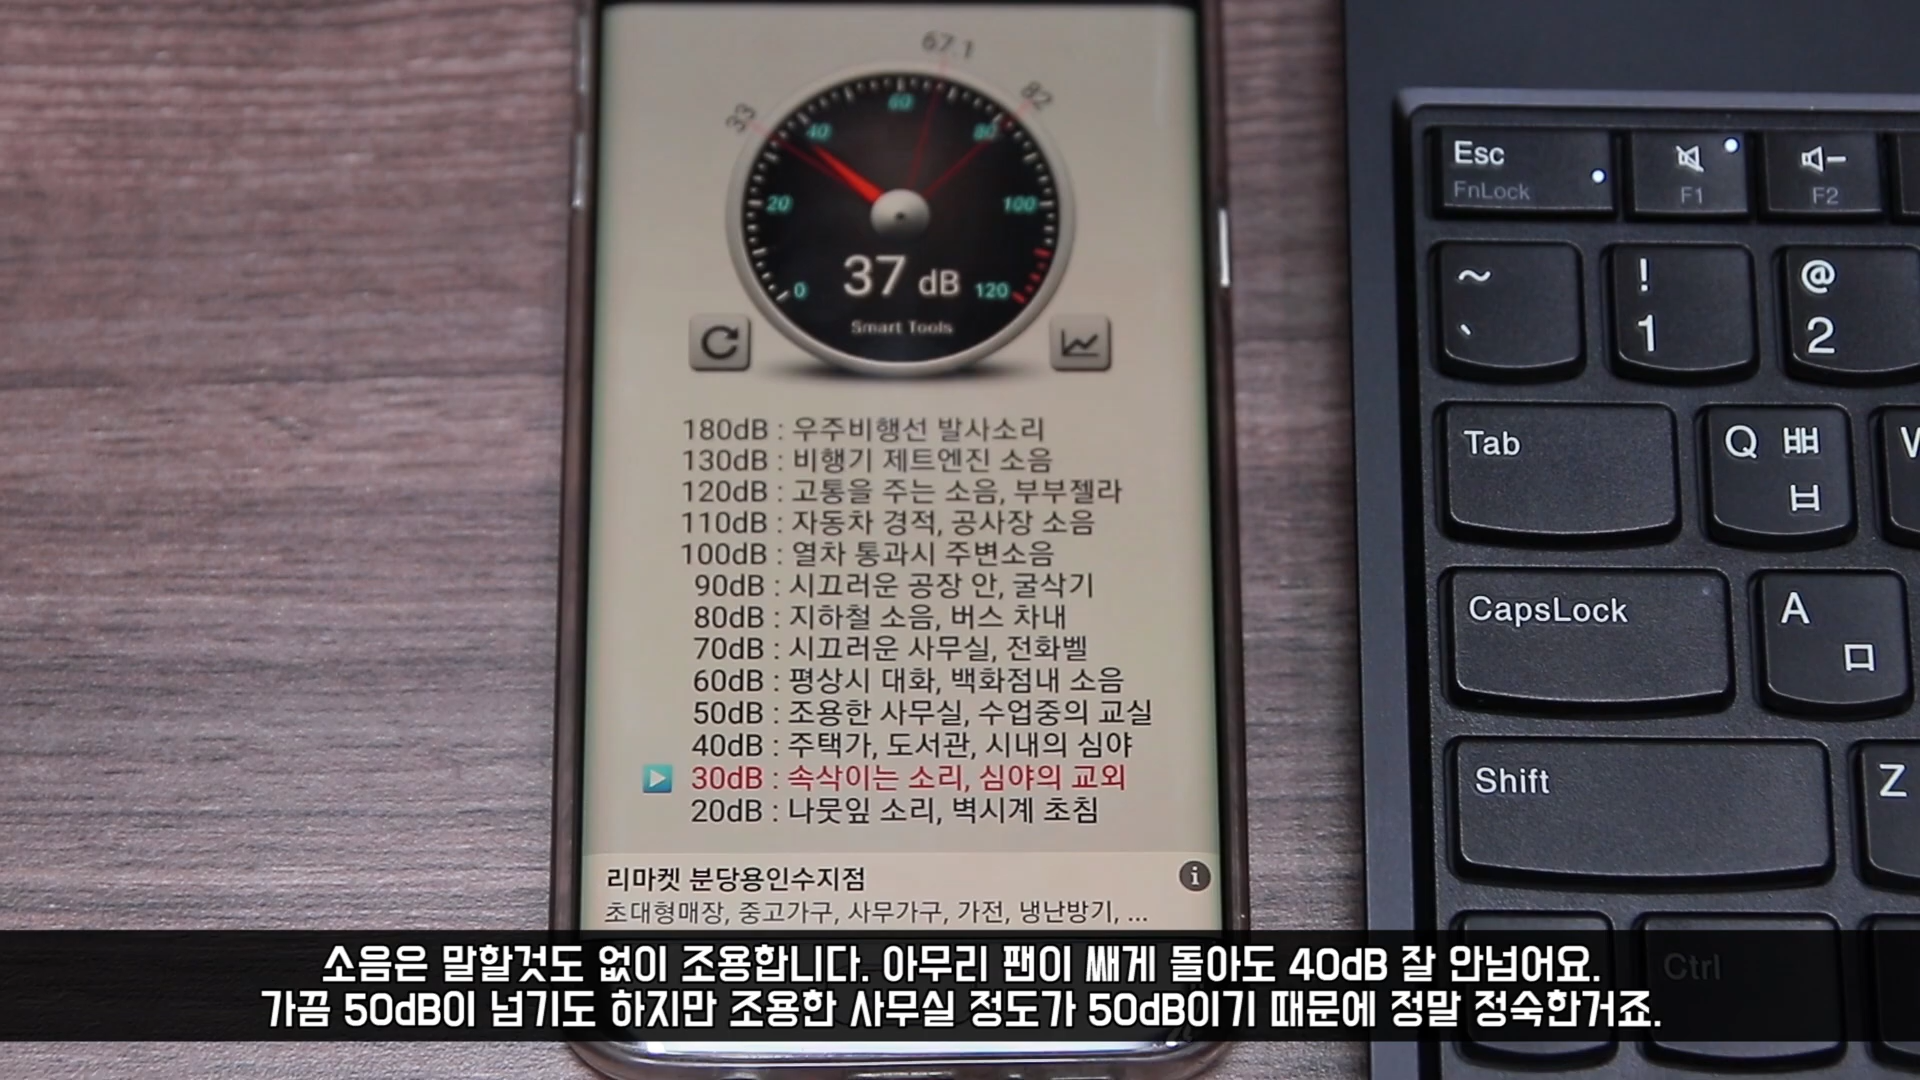 67.1
33
82
60
40
80
20
100
0
120
37 dB
Smart Tools
180dB : 우주비행선 발사소리
130dB : 비행기 제트엔진 소음
120dB : 고통을 주는 소음, 부부젤라
110dB : 자동차 경적, 공사장 소음
100dB : 열차 통과시 주변소음
90dB : 시끄러운 공장 안, 굴삭기
80dB : 지하철 소음, 버스 차내
70dB : 시끄러운 사무실, 전화벨
60dB : 평상시 대화, 백화점내 소음
50dB : 조용한 사무실, 수업중의 교실
40dB : 주택가, 도서관, 시내의 심야
30dB : 속삭이는 소리, 심야의 교외
20dB : 나뭇잎 소리, 벽시계 초침
리마켓 분당용인수지점
초대형매장, 중고가구, 사무가구, 가전, 냉난방기, ...
Esc
FnLock
F1
F2
~
`
!
1
@
2
Tab
Q ㅃ
ㅂ
W
CapsLock
A
ㅁ
Shift
Z
Ctrl
소음은 말할것도 없이 조용합니다. 아무리 팬이 쌔게 돌아도 40dB 잘 안넘어요.
가끔 50dB이 넘기도 하지만 조용한 사무실 정도가 50dB이기 때문에 정말 정숙한거죠.